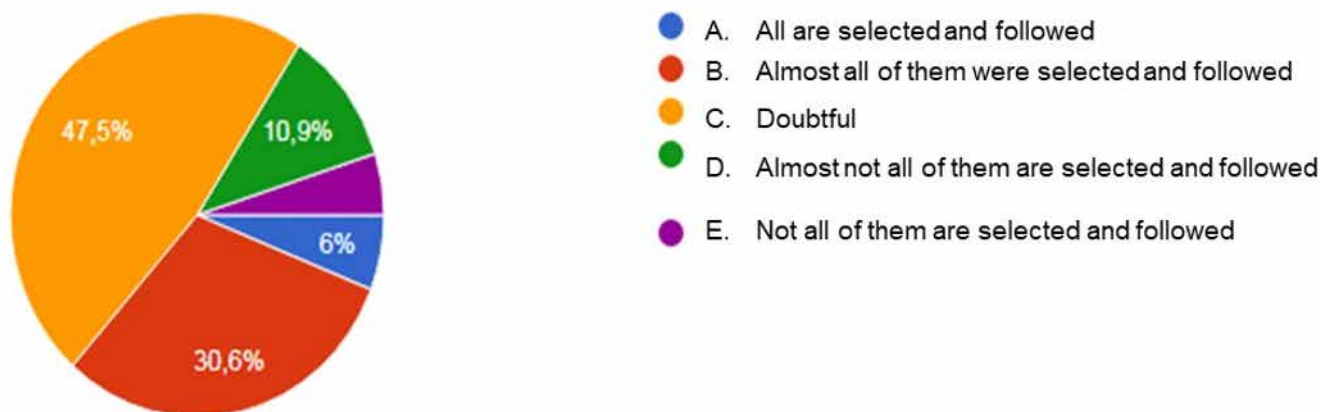 47,5%
10,9%
6%
30,6%
A. All are selected and followed
B. Almost all of them were selected and followed
C. Doubtful
D. Almost not all of them are selected and followed
E. Not all of them are selected and followed